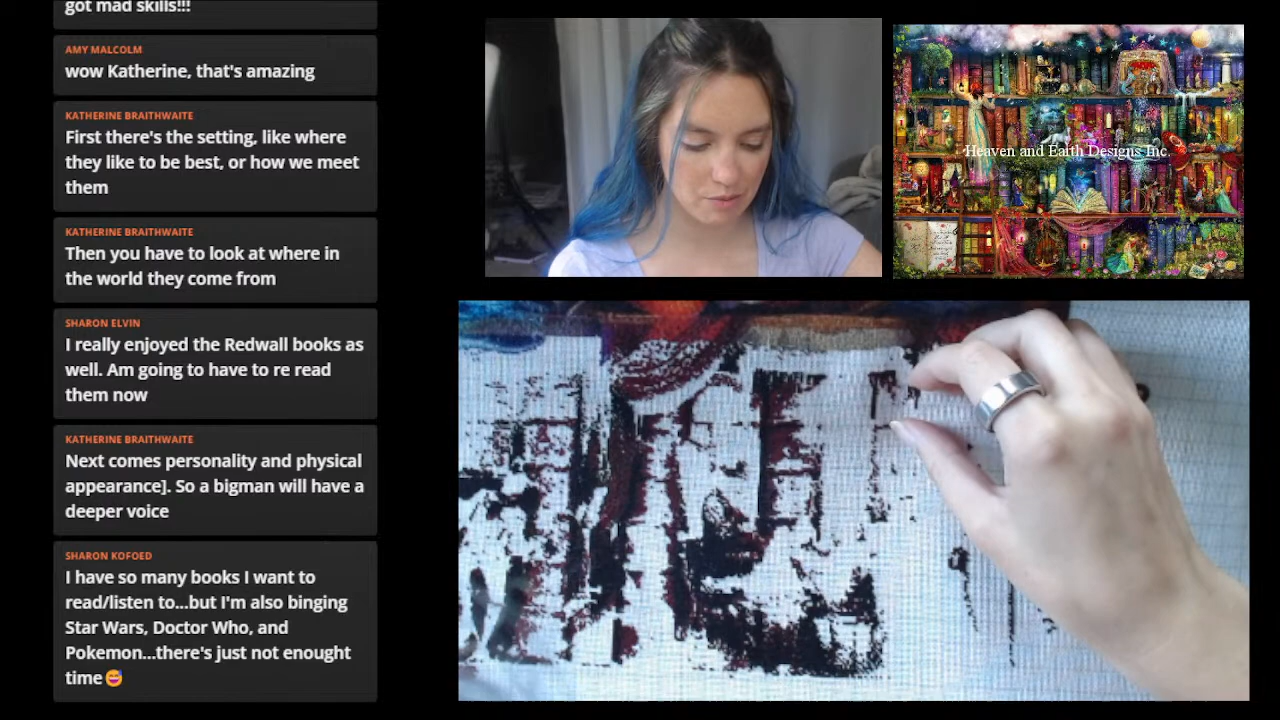 got mad skills!!!
AMY MALCOLM
wow Katherine, that's amazing
KATHERINE BRAITHWAITE
First there's the setting, like where
they like to be best, or how we meet
them
KATHERINE BRAITHWAITE
Then you have to look at where in
the world they come from
SHARON ELVIN
I really enjoyed the Redwall books as
well. Am going to have to re read
them now
KATHERINE BRAITHWAITE
Next comes personality and physical
appearance]. So a bigman will have a
deeper voice
SHARON KOFOED
I have so many books I want to
read/listen to...but I'm also binging
Star Wars, Doctor Who, and
Pokemon...there's just not enought
time😅
Heaven and Earth Designs Inc